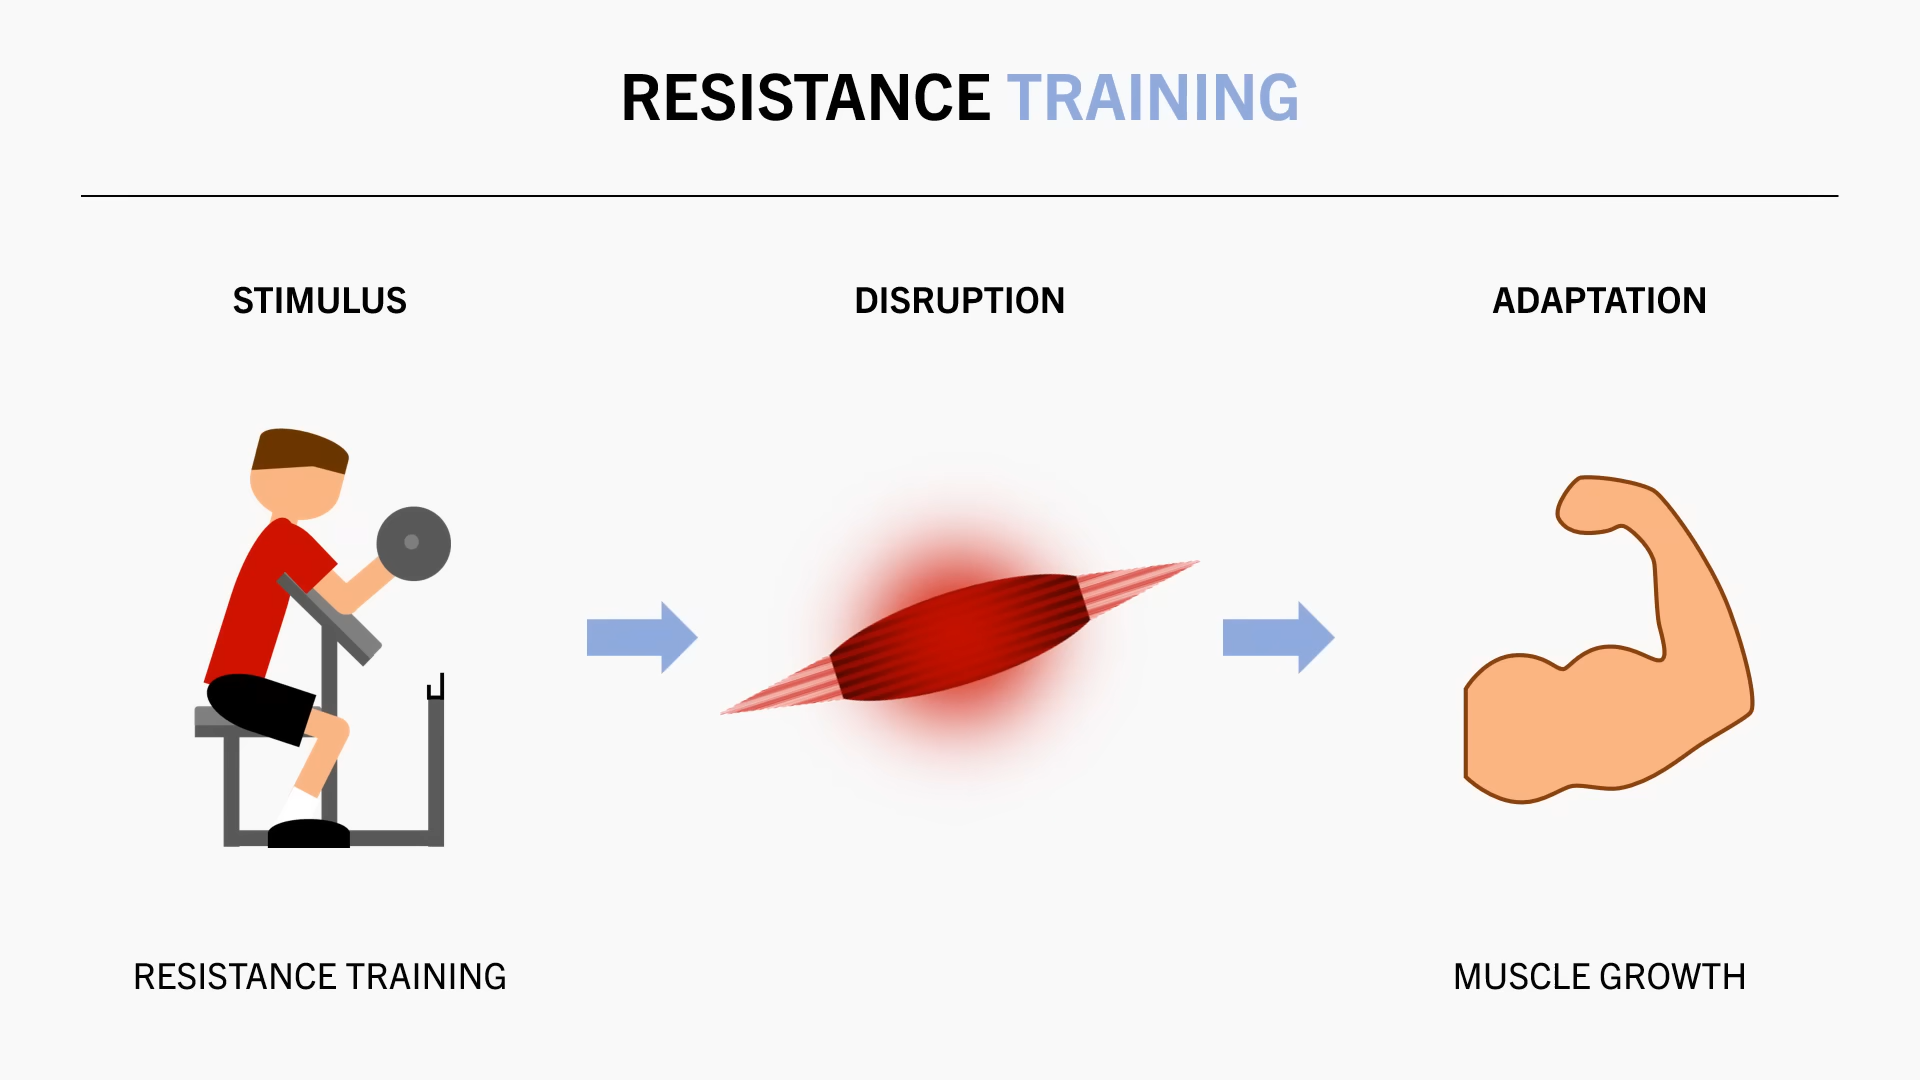 RESISTANCE TRAINING
STIMULUS
DISRUPTION
ADAPTATION
RESISTANCE TRAINING
MUSCLE GROWTH